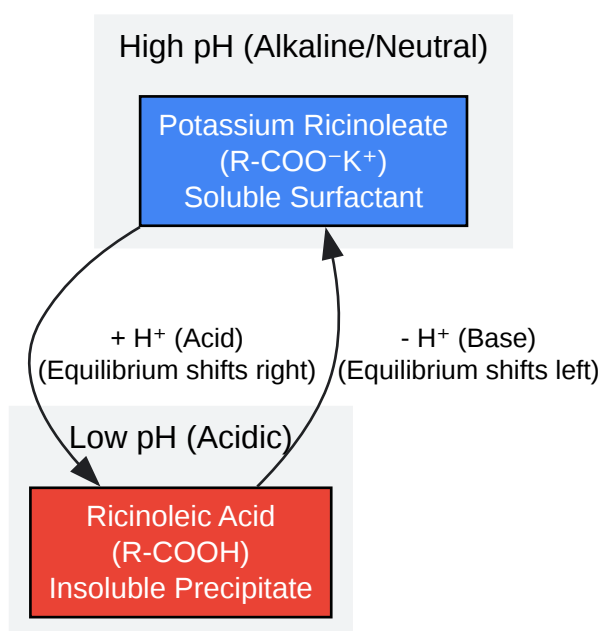 High pH (Alkaline/Neutral)
Potassium Ricinoleate
(R-COO⁻K⁺)
Soluble Surfactant
+ H⁺ (Acid)
(Equilibrium shifts right)
- H⁺ (Base)
(Equilibrium shifts left)
Low pH (Acidic)
Ricinoleic Acid
(R-COOH)
Insoluble Precipitate